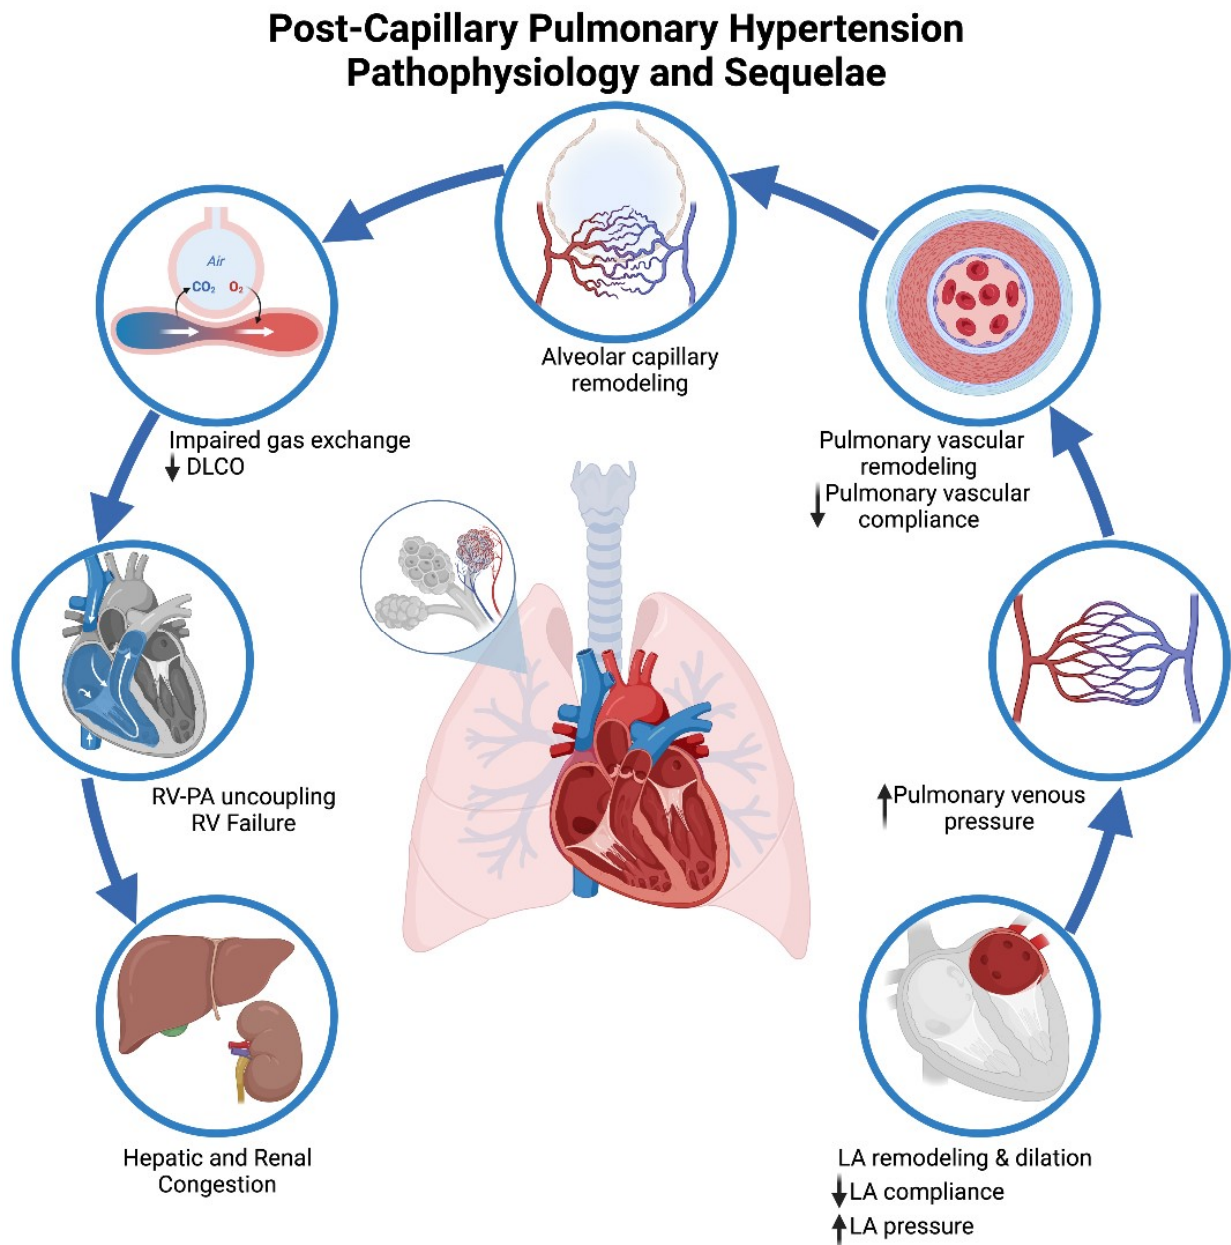 Post-Capillary Pulmonary Hypertension
Pathophysiology and Sequelae
Air
CO₂ O₂
Alveolar capillary
remodeling
Impaired gas exchange
↓ DLCO
Pulmonary vascular
remodeling
↓ Pulmonary vascular
compliance
RV-PA uncoupling
RV Failure
↑ Pulmonary venous
pressure
Hepatic and Renal
Congestion
LA remodeling & dilation
↓ LA compliance
↑ LA pressure